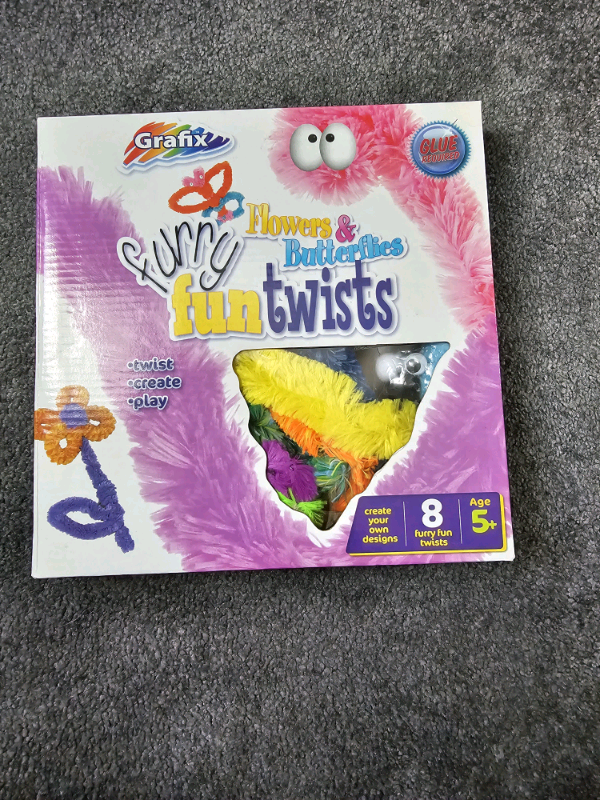 Grafix
GLUE
REQUIRED
Flowers &
Butterflies
furry
fun twists
•twist
•create
•play
create
your
own
designs
8
furry fun
twists
Age
5+